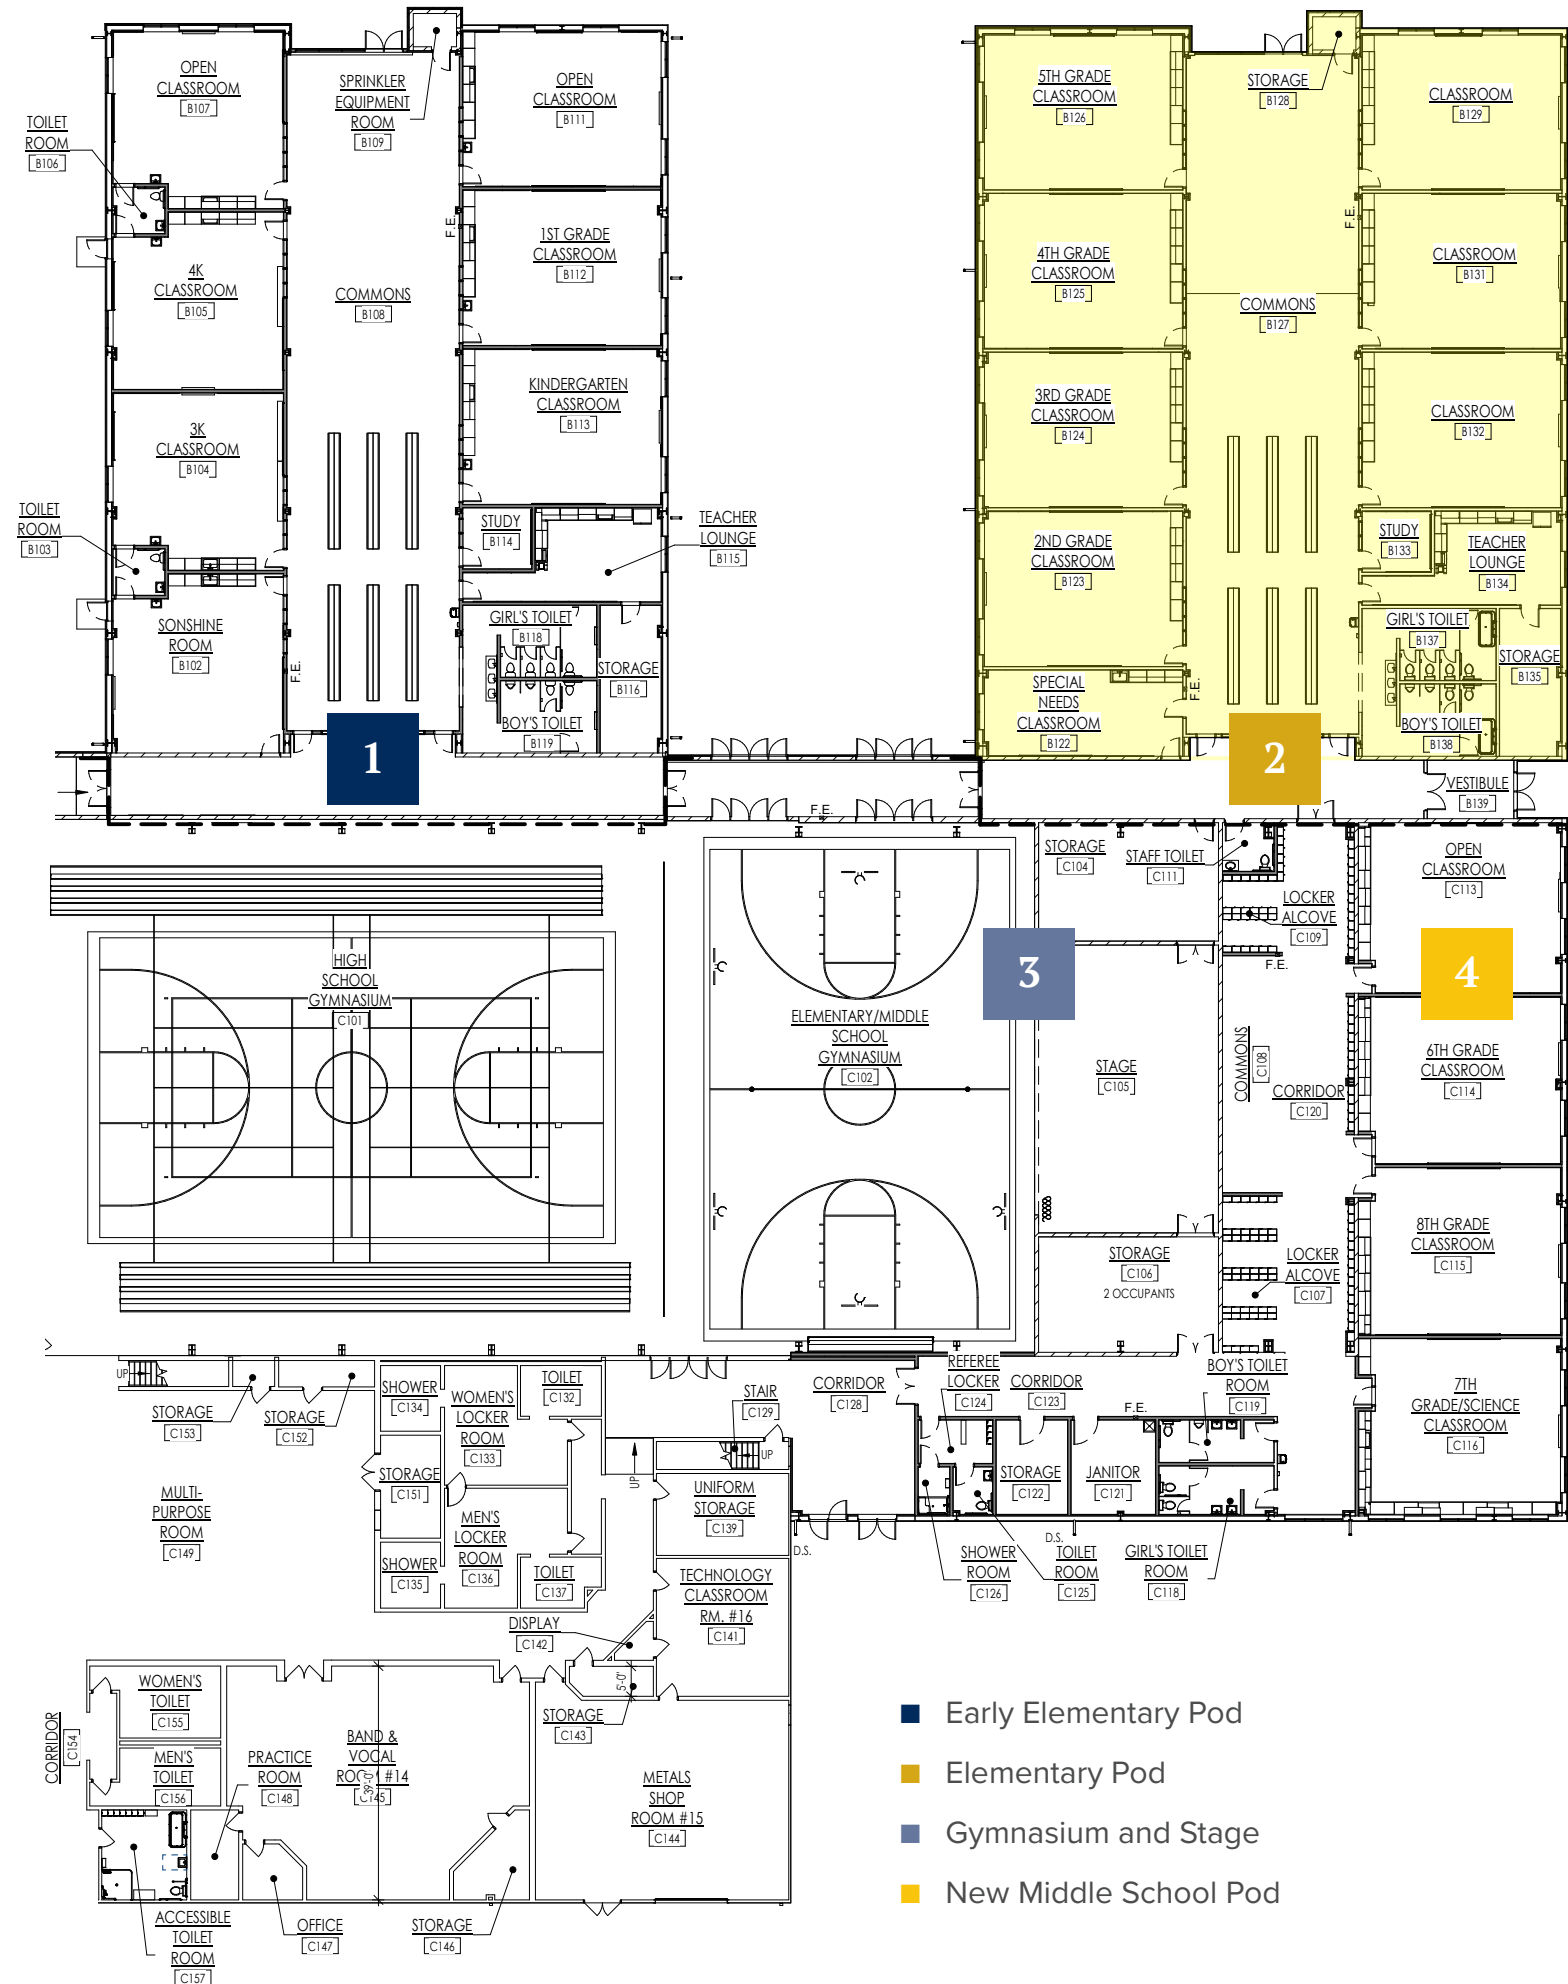 OPEN
CLASSROOM
B107
SPRINKLER
EQUIPMENT
ROOM
B109
OPEN
CLASSROOM
B111
TOILET
ROOM
B106
F.E.
1ST GRADE
CLASSROOM
B112
4K
CLASSROOM
B105
COMMONS
B108
KINDERGARTEN
CLASSROOM
B113
3K
CLASSROOM
B104
TOILET
ROOM
B103
STUDY
B114
TEACHER
LOUNGE
B115
SONSHINE
ROOM
B102
F.E.
GIRL'S TOILET
B118
STORAGE
B116
BOY'S TOILET
B119
1
5TH GRADE
CLASSROOM
B126
STORAGE
B128
CLASSROOM
B129
F.E.
4TH GRADE
CLASSROOM
B125
CLASSROOM
B131
COMMONS
B127
3RD GRADE
CLASSROOM
B124
CLASSROOM
B132
2ND GRADE
CLASSROOM
B123
STUDY
B133
TEACHER
LOUNGE
B134
SPECIAL
NEEDS
CLASSROOM
B122
F.E.
GIRL'S TOILET
B137
STORAGE
B135
BOY'S TOILET
B138
2
VESTIBULE
B139
F.E.
HIGH
SCHOOL
GYMNASIUM
C101
ELEMENTARY/MIDDLE
SCHOOL
GYMNASIUM
C102
STORAGE
C104
STAFF TOILET
C111
OPEN
CLASSROOM
C113
LOCKER
ALCOVE
C109
F.E.
3
4
STAGE
C105
COMMONS
C108
CORRIDOR
C120
6TH GRADE
CLASSROOM
C114
8TH GRADE
CLASSROOM
C115
STORAGE
C106
2 OCCUPANTS
LOCKER
ALCOVE
C107
7TH
GRADE/SCIENCE
CLASSROOM
C116
UP
STORAGE
C153
STORAGE
C152
SHOWER
C134
WOMEN'S
LOCKER
ROOM
C133
TOILET
C132
STAIR
C129
UP
CORRIDOR
C128
REFEREE
LOCKER
C124
CORRIDOR
C123
F.E.
BOY'S TOILET
ROOM
C119
STORAGE
C151
UP
UNIFORM
STORAGE
C139
STORAGE
C122
JANITOR
C121
MULTI-
PURPOSE
ROOM
C149
MEN'S
LOCKER
ROOM
C136
SHOWER
C135
TOILET
C137
D.S.
D.S.
SHOWER
ROOM
C126
TOILET
ROOM
C125
GIRL'S TOILET
ROOM
C118
TECHNOLOGY
CLASSROOM
RM. #16
C141
DISPLAY
C142
5'-0"
STORAGE
C143
WOMEN'S
TOILET
C155
CORRIDOR
C154
MEN'S
TOILET
C156
PRACTICE
ROOM
C148
BAND &
VOCAL
ROOM #14
C145
39'-0"
METALS
SHOP
ROOM #15
C144
ACCESSIBLE
TOILET
ROOM
C157
OFFICE
C147
STORAGE
C146
Early Elementary Pod
Elementary Pod
Gymnasium and Stage
New Middle School Pod